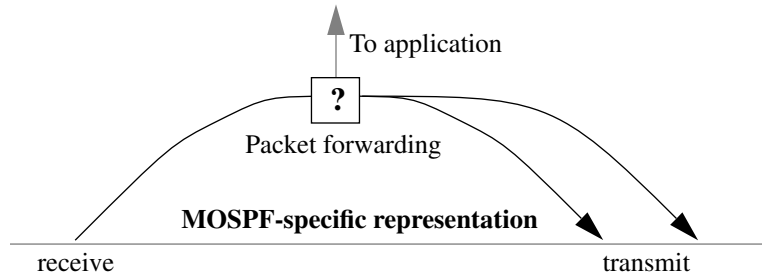 To application
?
Packet forwarding
MOSPF-specific representation
receive
transmit